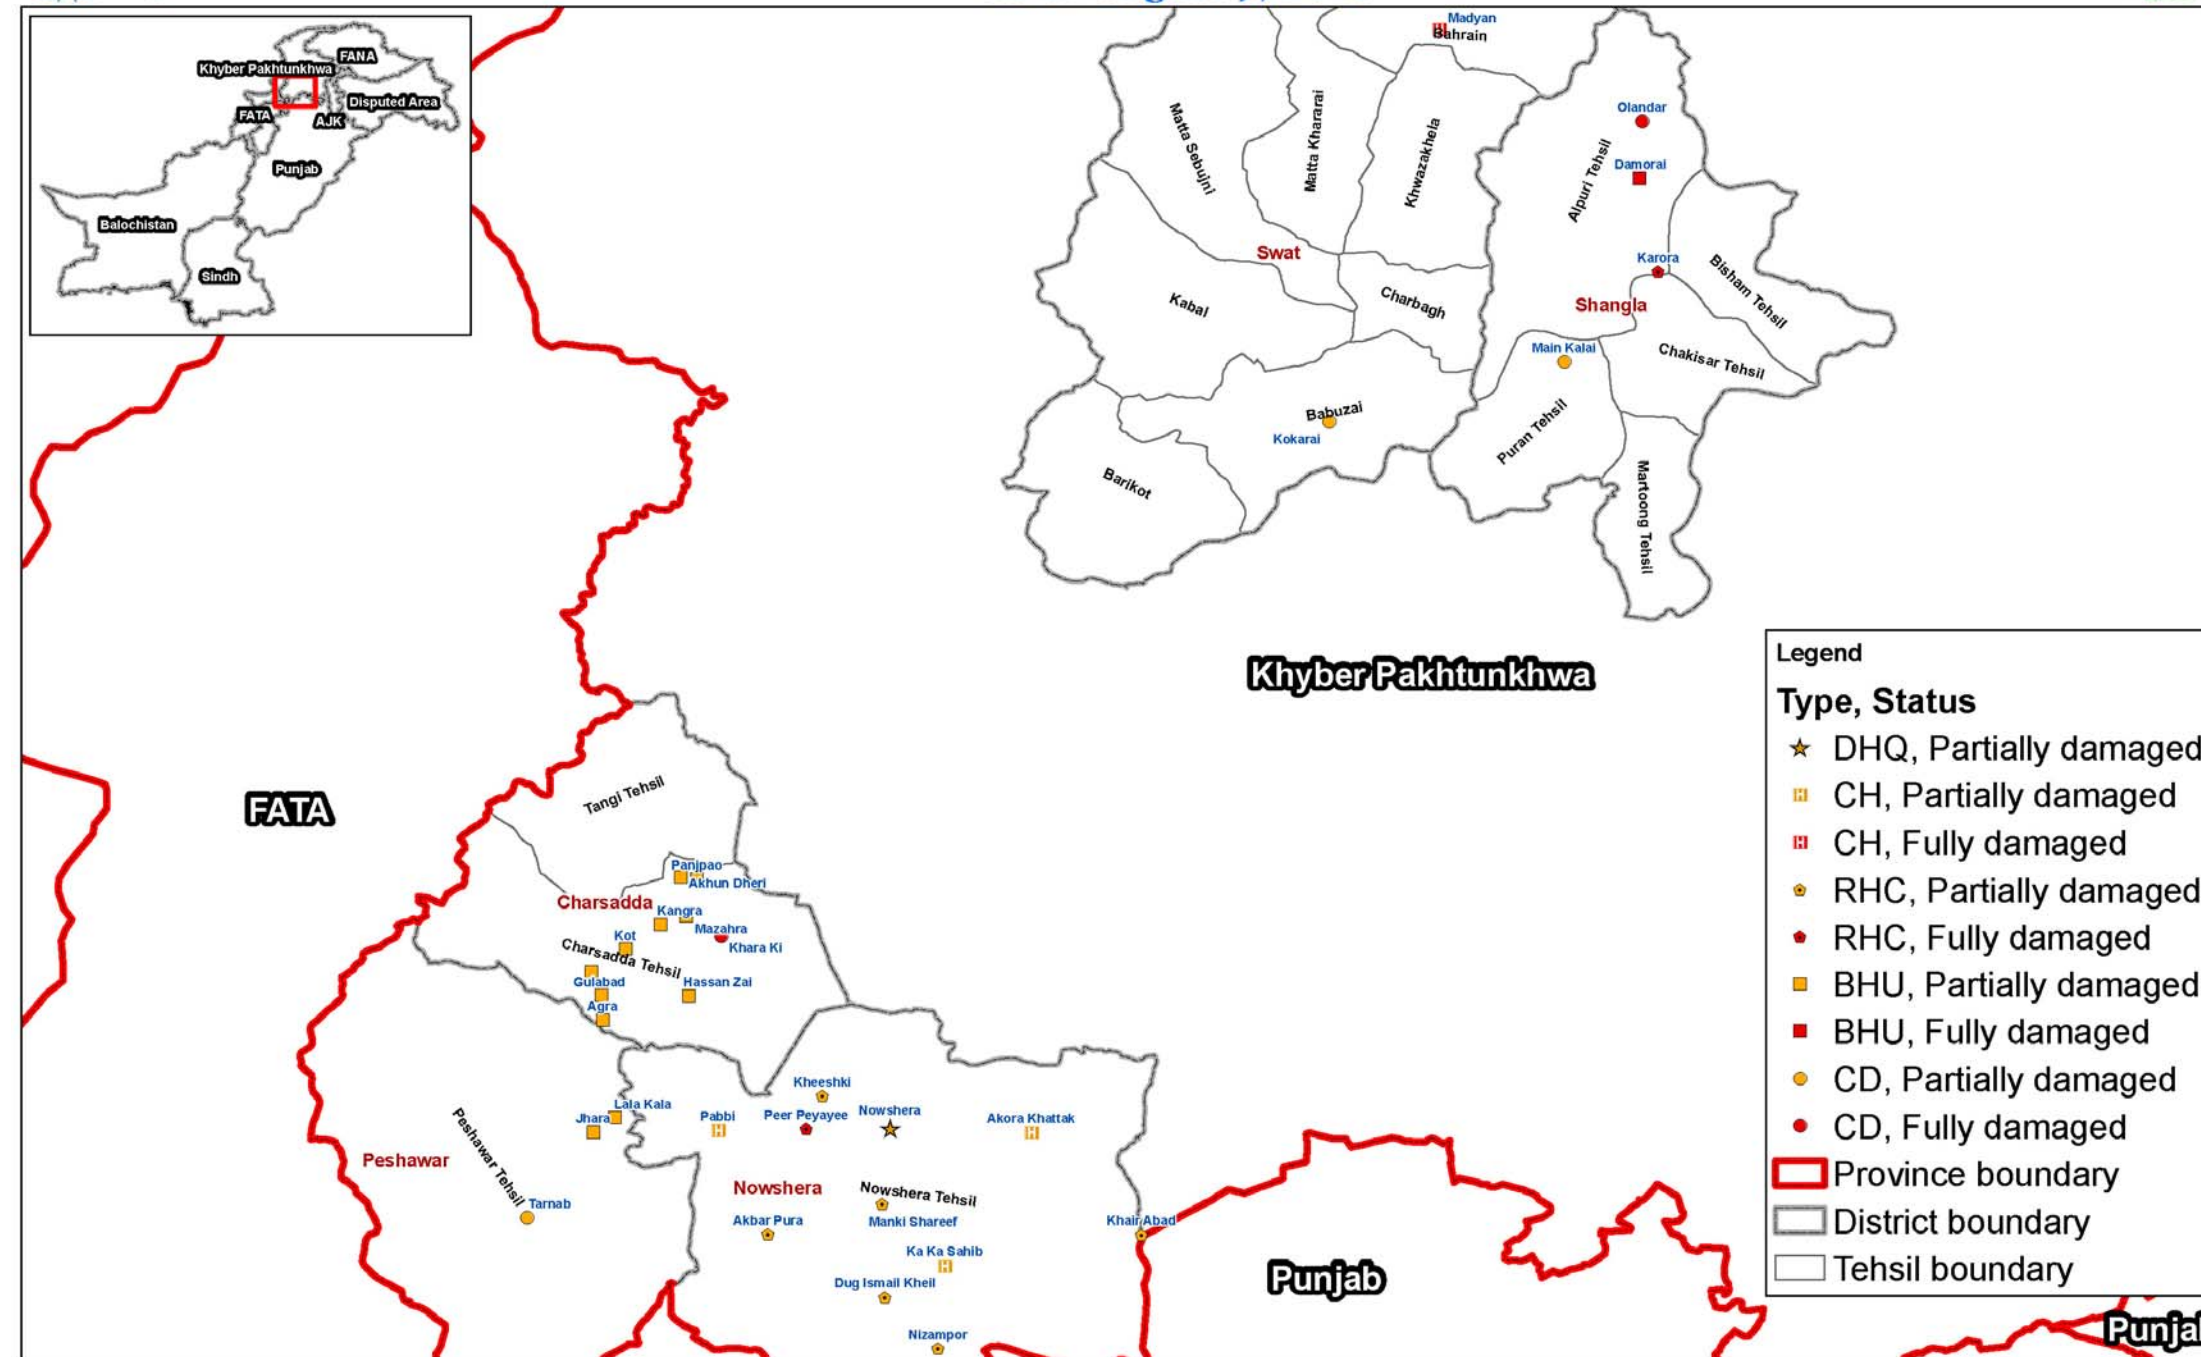 FANA
Khyber Pakhtunkhwa
Disputed Area
FATA
AJK
Punjab
Balochistan
Sindh
Madyan
Bahrain
Matta Sebujni
Matta Khararai
Khwazakhela
Olandar
Alpuri Tehsil
Damorai
Swat
Karora
Bisham Tehsil
Kabal
Charbagh
Shangla
Main Kalai
Chakisar Tehsil
Babuzai
Kokarai
Puran Tehsil
Barikot
Martoong Tehsil
Khyber Pakhtunkhwa
FATA
Tangi Tehsil
Panjpao
Akhun Dheri
Charsadda
Kangra
Mazahra
Kot
Khara Ki
Charsadda Tehsil
Gulabad
Hassan Zai
Agra
Kheeshki
Lala Kala
Jhara
Pabbi
Peer Peyayee
Nowshera
Akora Khattak
Peshawar Tehsil
Peshawar
Nowshera
Nowshera Tehsil
Tarnab
Akbar Pura
Manki Shareef
Khair Abad
Ka Ka Sahib
Dug Ismail Kheil
Nizampor
Punjab
Legend
Type, Status
DHQ, Partially damaged
CH, Partially damaged
CH, Fully damaged
RHC, Partially damaged
RHC, Fully damaged
BHU, Partially damaged
BHU, Fully damaged
CD, Partially damaged
CD, Fully damaged
Province boundary
District boundary
Tehsil boundary